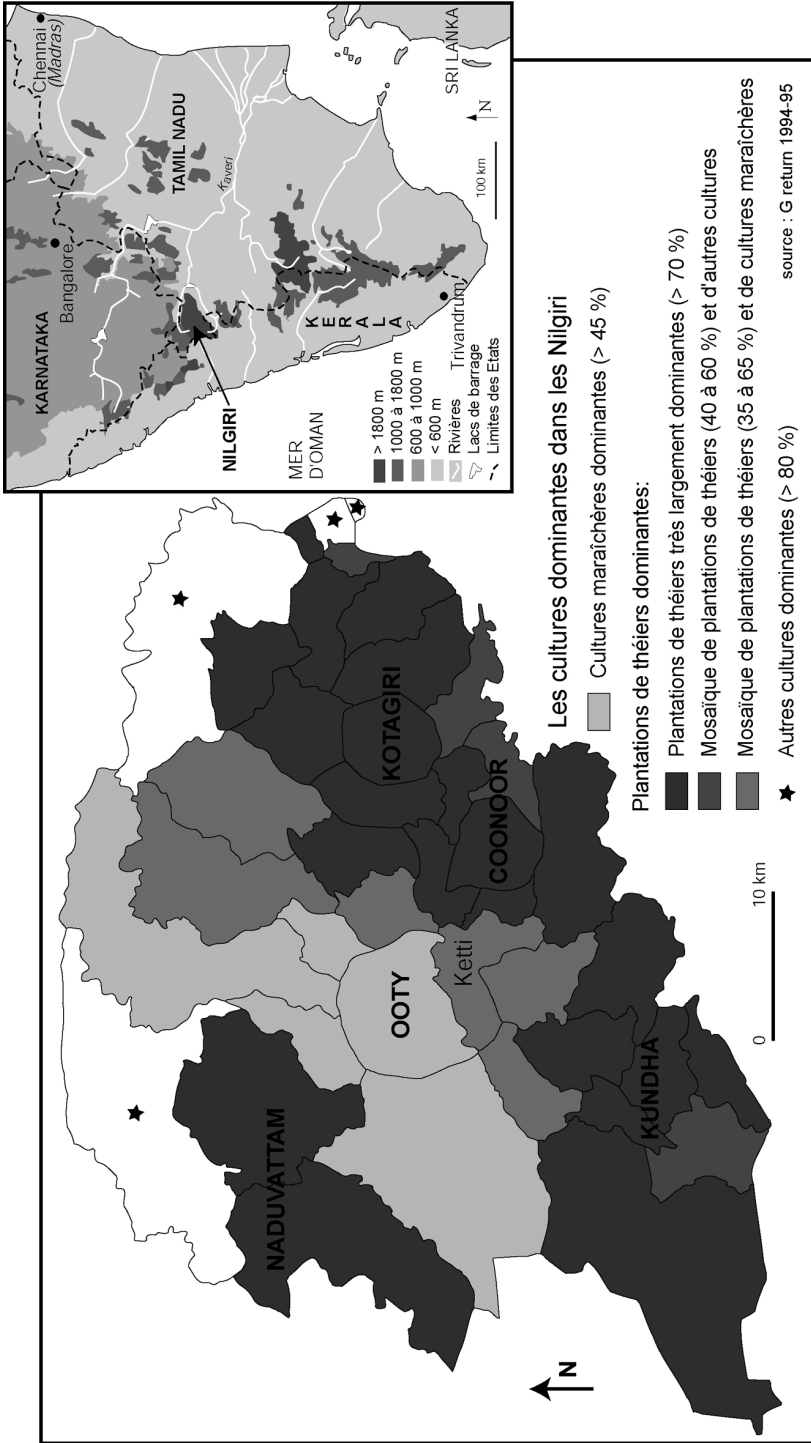 KARNATAKA
Bangalore
Chennai
(Madras)
TAMIL NADU
Kaveri
NILGIRI
MER
D'OMAN
KERALA
Trivandrum
SRI LANKA
N
100 km
> 1800 m
1000 à 1800 m
600 à 1000 m
< 600 m
Rivières
Lacs de barrage
Limites des Etats
NADUVATTAM
OOTY
Ketti
KOTAGIRI
COONOOR
KUNDHA
N
0 10 km
Les cultures dominantes dans les Nilgiri
Cultures maraîchères dominantes (> 45 %)
Plantations de théiers dominantes:
Plantations de théiers très largement dominantes (> 70 %)
Mosaïque de plantations de théiers (40 à 60 %) et d'autres cultures
Mosaïque de plantations de théiers (35 à 65 %) et de cultures maraîchères
Autres cultures dominantes (> 80 %)
source : G return 1994-95